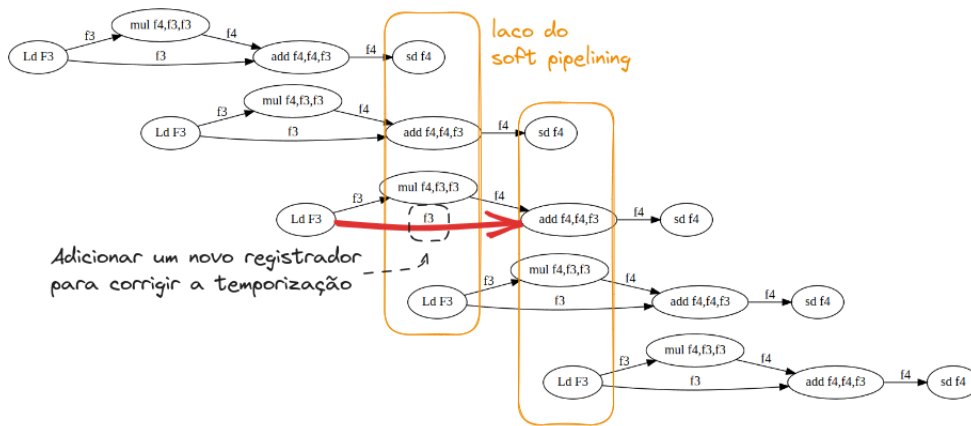 laco do
soft pipelining
mul f4,f3,f3
f3
f4
Ld F3
f3
add f4,f4,f3
f4
sd f4
mul f4,f3,f3
f3
f4
Ld F3
f3
add f4,f4,f3
f4
sd f4
mul f4,f3,f3
f3
f4
Ld F3
f3
add f4,f4,f3
f4
sd f4
Adicionar um novo registrador
para corrigir a temporização
mul f4,f3,f3
f3
f4
Ld F3
f3
add f4,f4,f3
f4
sd f4
mul f4,f3,f3
f3
f4
Ld F3
f3
add f4,f4,f3
f4
sd f4